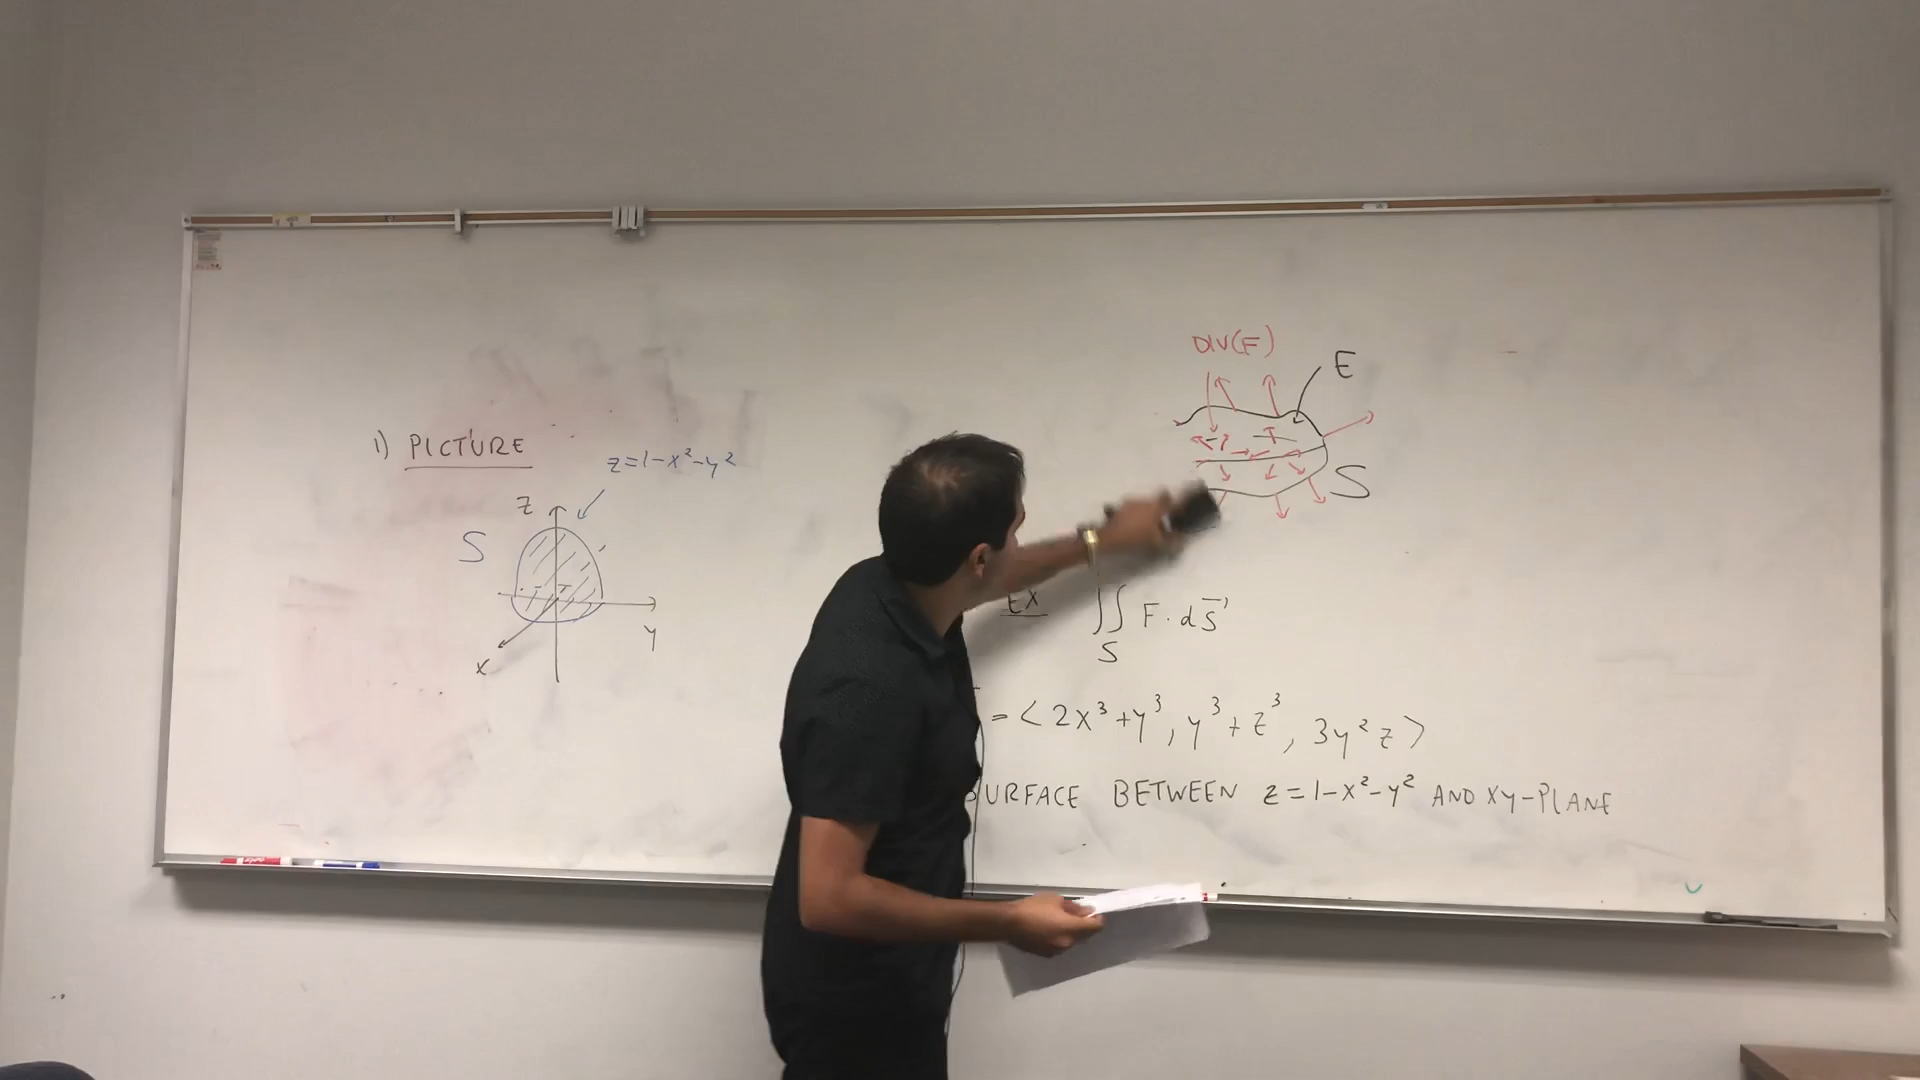 1) PICTURE
z=1-x²-y²
z
S
y
x
DIV(F)
E
S
EX ∬ F · dS⃗
S
= < 2x³+y³, y³+z³, 3y²z >
SURFACE BETWEEN z=1-x²-y² AND XY-PLANE